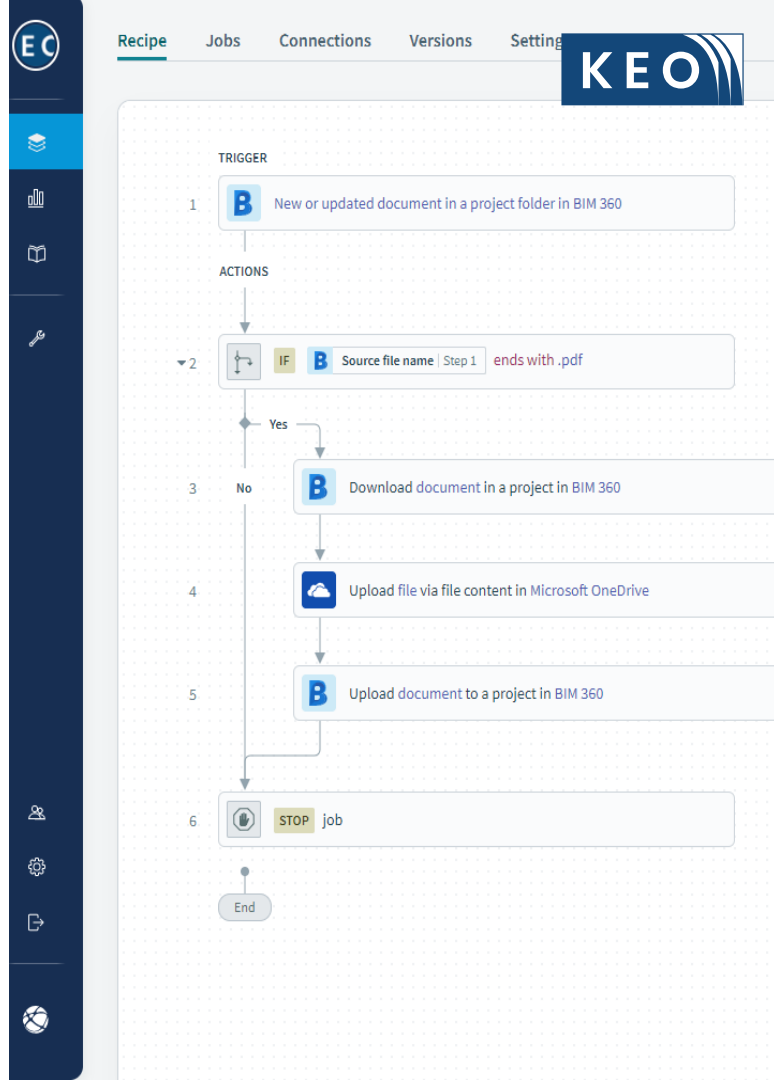 EC
Recipe Jobs Connections Versions Setting
KEO
TRIGGER
1 New or updated document in a project folder in BIM 360
ACTIONS
2 IF Source file name | Step 1 ends with .pdf
Yes
3 No Download document in a project in BIM 360
4 Upload file via file content in Microsoft OneDrive
5 Upload document to a project in BIM 360
6 STOP job
End